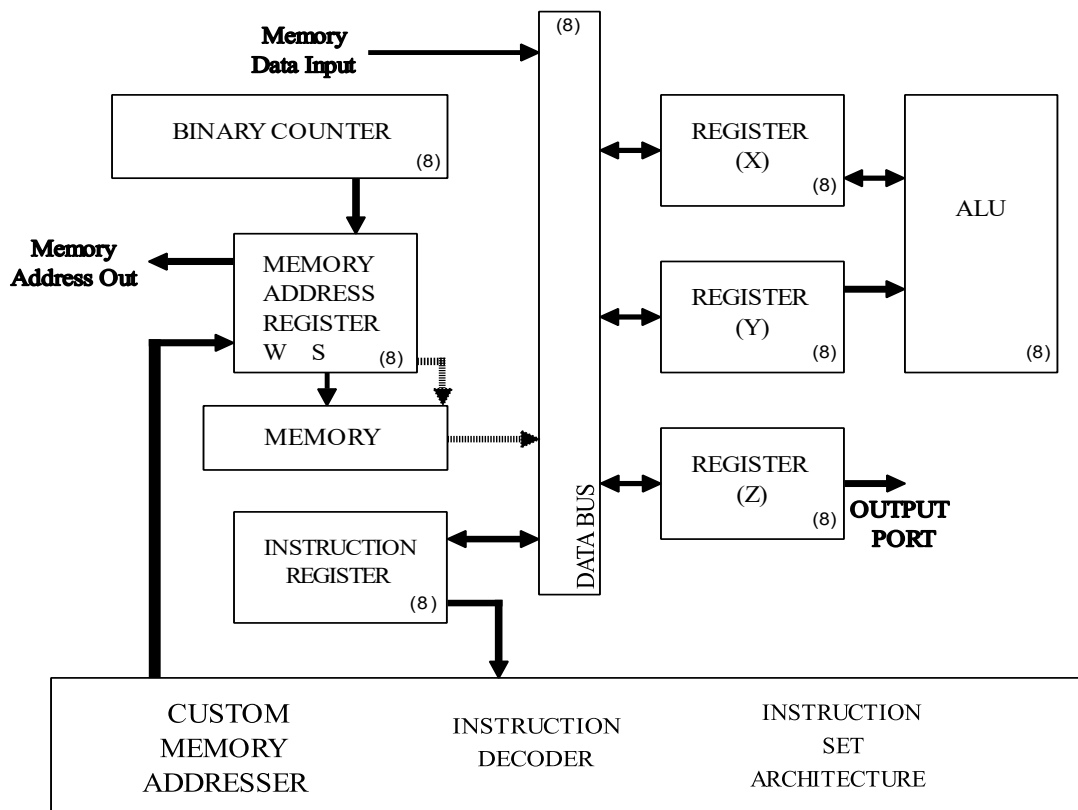 Memory
Data Input
(8)
BINARY COUNTER
(8)
REGISTER
(X)
(8)
ALU
(8)
Memory
Address Out
MEMORY
ADDRESS
REGISTER
W S
(8)
REGISTER
(Y)
(8)
MEMORY
REGISTER
(Z)
(8)
OUTPUT
PORT
DATA BUS
INSTRUCTION
REGISTER
(8)
CUSTOM
MEMORY
ADDRESSER
INSTRUCTION
DECODER
INSTRUCTION
SET
ARCHITECTURE